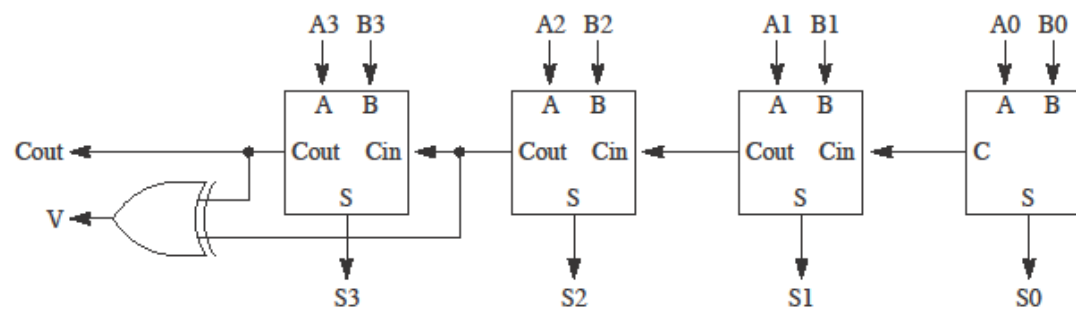 A3 B3 A2 B2 A1 B1 A0 B0
A B A B A B A B
Cout Cout Cin Cout Cin Cout Cin C
S S S S
V
S3 S2 S1 S0